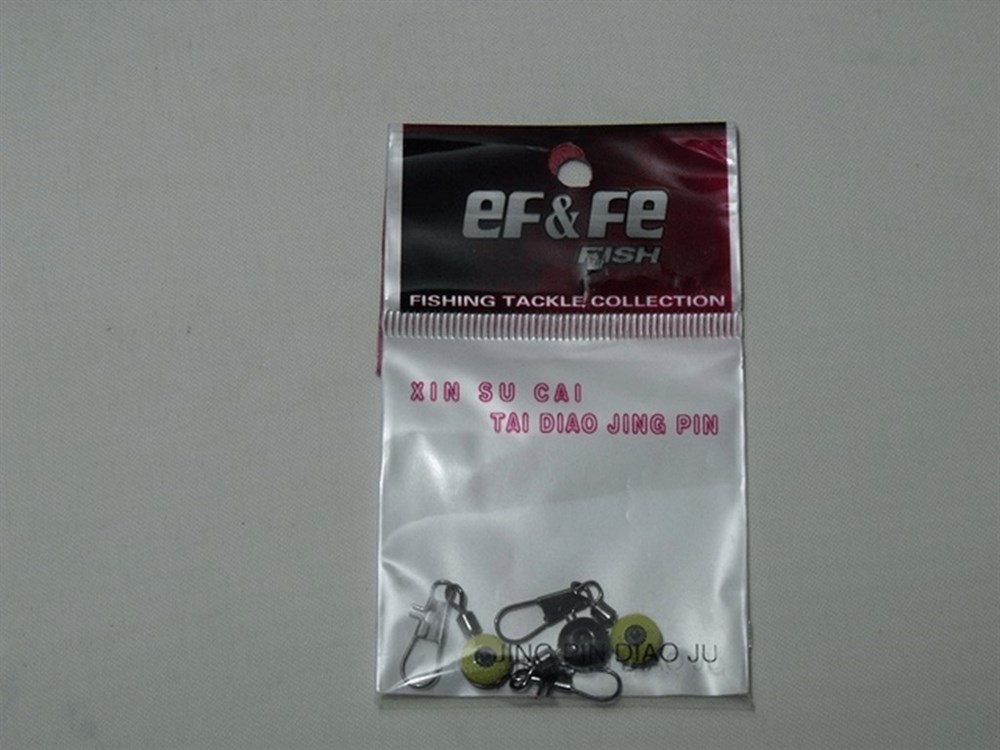 eF&Fe
FISH
FISHING TACKLE COLLECTION
XIN SU CAI
TAI DIAO JING PIN
JING PIN DIAO JU